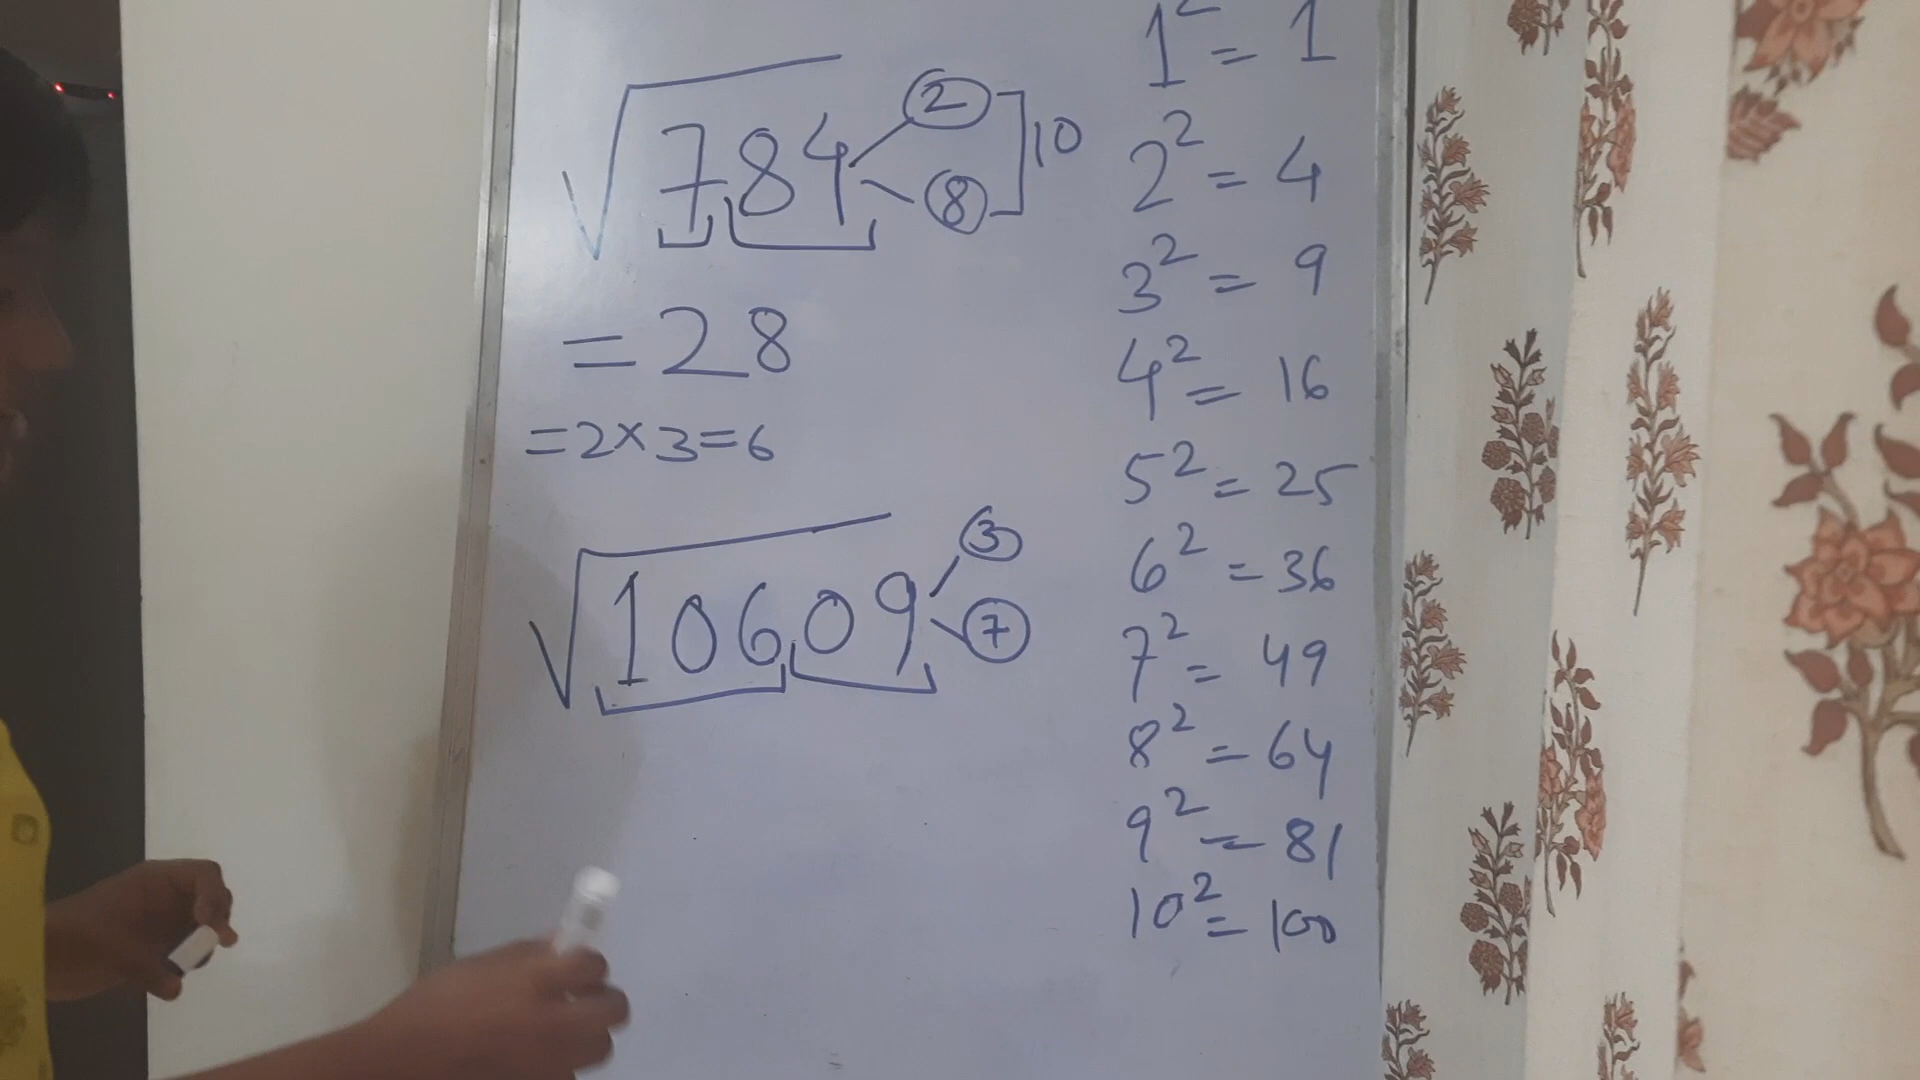 √784 2 8 10
= 28
= 2 × 3 = 6
√10609 3 7
1² = 1
2² = 4
3² = 9
4² = 16
5² = 25
6² = 36
7² = 49
8² = 64
9² = 81
10² = 100